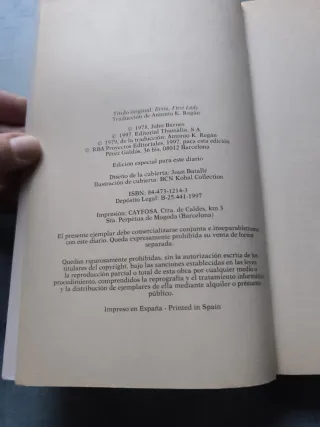 Título original: Evita, First Lady
Traducción de Antonio K. Rogán
© 1978, John Barnes
© 1997, Editorial Thassàlia, S.A.
© 1979, de la traducción: Antonio K. Rogán
© RBA Proyectos Editoriales, 1997, para esta edición
Pérez Galdós, 36 bis, 08012 Barcelona
Edición especial para este diario
Diseño de la cubierta: Joan Batallé
Ilustración de cubierta: BCN Kobal Collection
ISBN: 84-473-1214-3
Depósito Legal: B-25.441-1997
Impresión: CAYFOSA, Ctra. de Caldes, km 3
Sta. Perpètua de Mogoda (Barcelona)
El presente ejemplar debe comercializarse conjunta e inseparablemente
con este diario. Queda expresamente prohibida su venta de forma
separada.
Quedan rigurosamente prohibidas, sin la autorización escrita de los
titulares del copyright, bajo las sanciones establecidas en las leyes,
la reproducción parcial o total de esta obra por cualquier medio o
procedimiento, comprendidos la reprografía y el tratamiento informático
y la distribución de ejemplares de ella mediante alquiler o préstamo
público.
Impreso en España - Printed in Spain